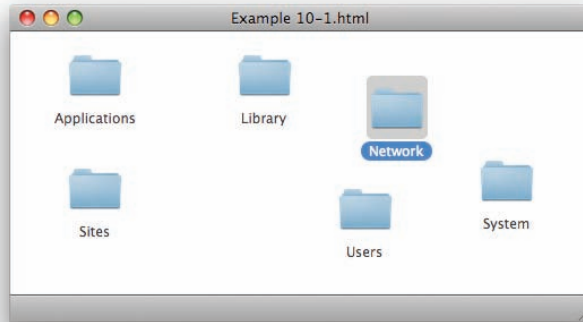 Example 10-1.html
Applications
Library
Network
Sites
Users
System